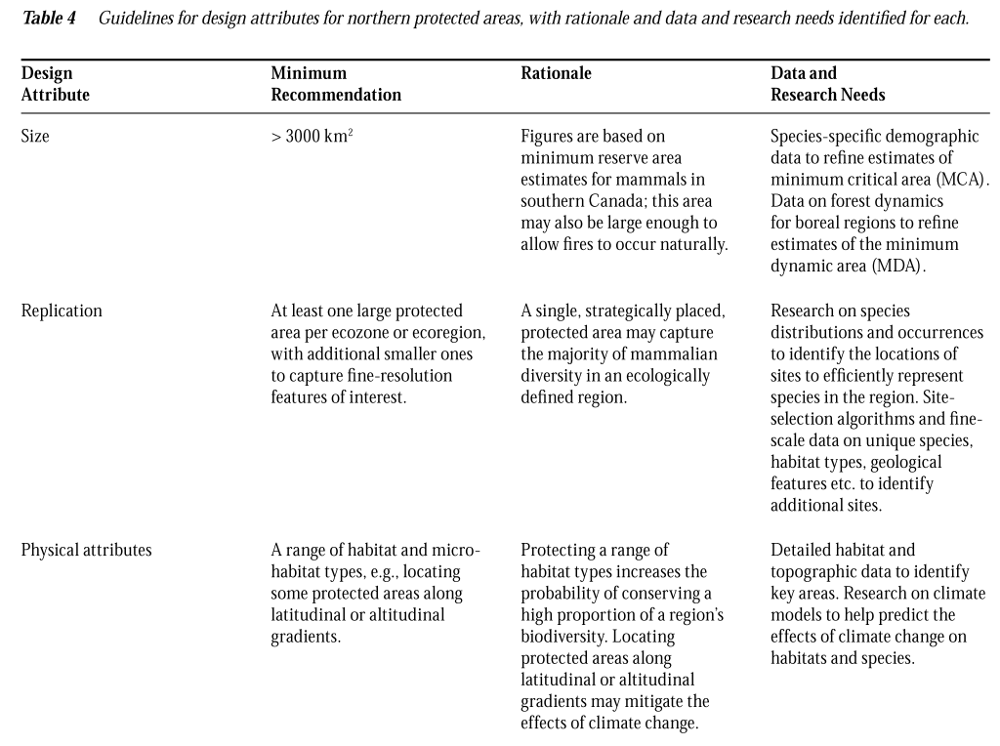 Table 4 Guidelines for design attributes for northern protected areas, with rationale and data and research needs identified for each.
Design
Attribute
Minimum
Recommendation
Rationale
Data and
Research Needs
Size
> 3000 km²
Figures are based on
minimum reserve area
estimates for mammals in
southern Canada; this area
may also be large enough to
allow fires to occur naturally.
Species-specific demographic
data to refine estimates of
minimum critical area (MCA).
Data on forest dynamics
for boreal regions to refine
estimates of the minimum
dynamic area (MDA).
Replication
At least one large protected
area per ecozone or ecoregion,
with additional smaller ones
to capture fine-resolution
features of interest.
A single, strategically placed,
protected area may capture
the majority of mammalian
diversity in an ecologically
defined region.
Research on species
distributions and occurrences
to identify the locations of
sites to efficiently represent
species in the region. Site-
selection algorithms and fine-
scale data on unique species,
habitat types, geological
features etc. to identify
additional sites.
Physical attributes
A range of habitat and micro-
habitat types, e.g., locating
some protected areas along
latitudinal or altitudinal
gradients.
Protecting a range of
habitat types increases the
probability of conserving a
high proportion of a region's
biodiversity. Locating
protected areas along
latitudinal or altitudinal
gradients may mitigate the
effects of climate change.
Detailed habitat and
topographic data to identify
key areas. Research on climate
models to help predict the
effects of climate change on
habitats and species.